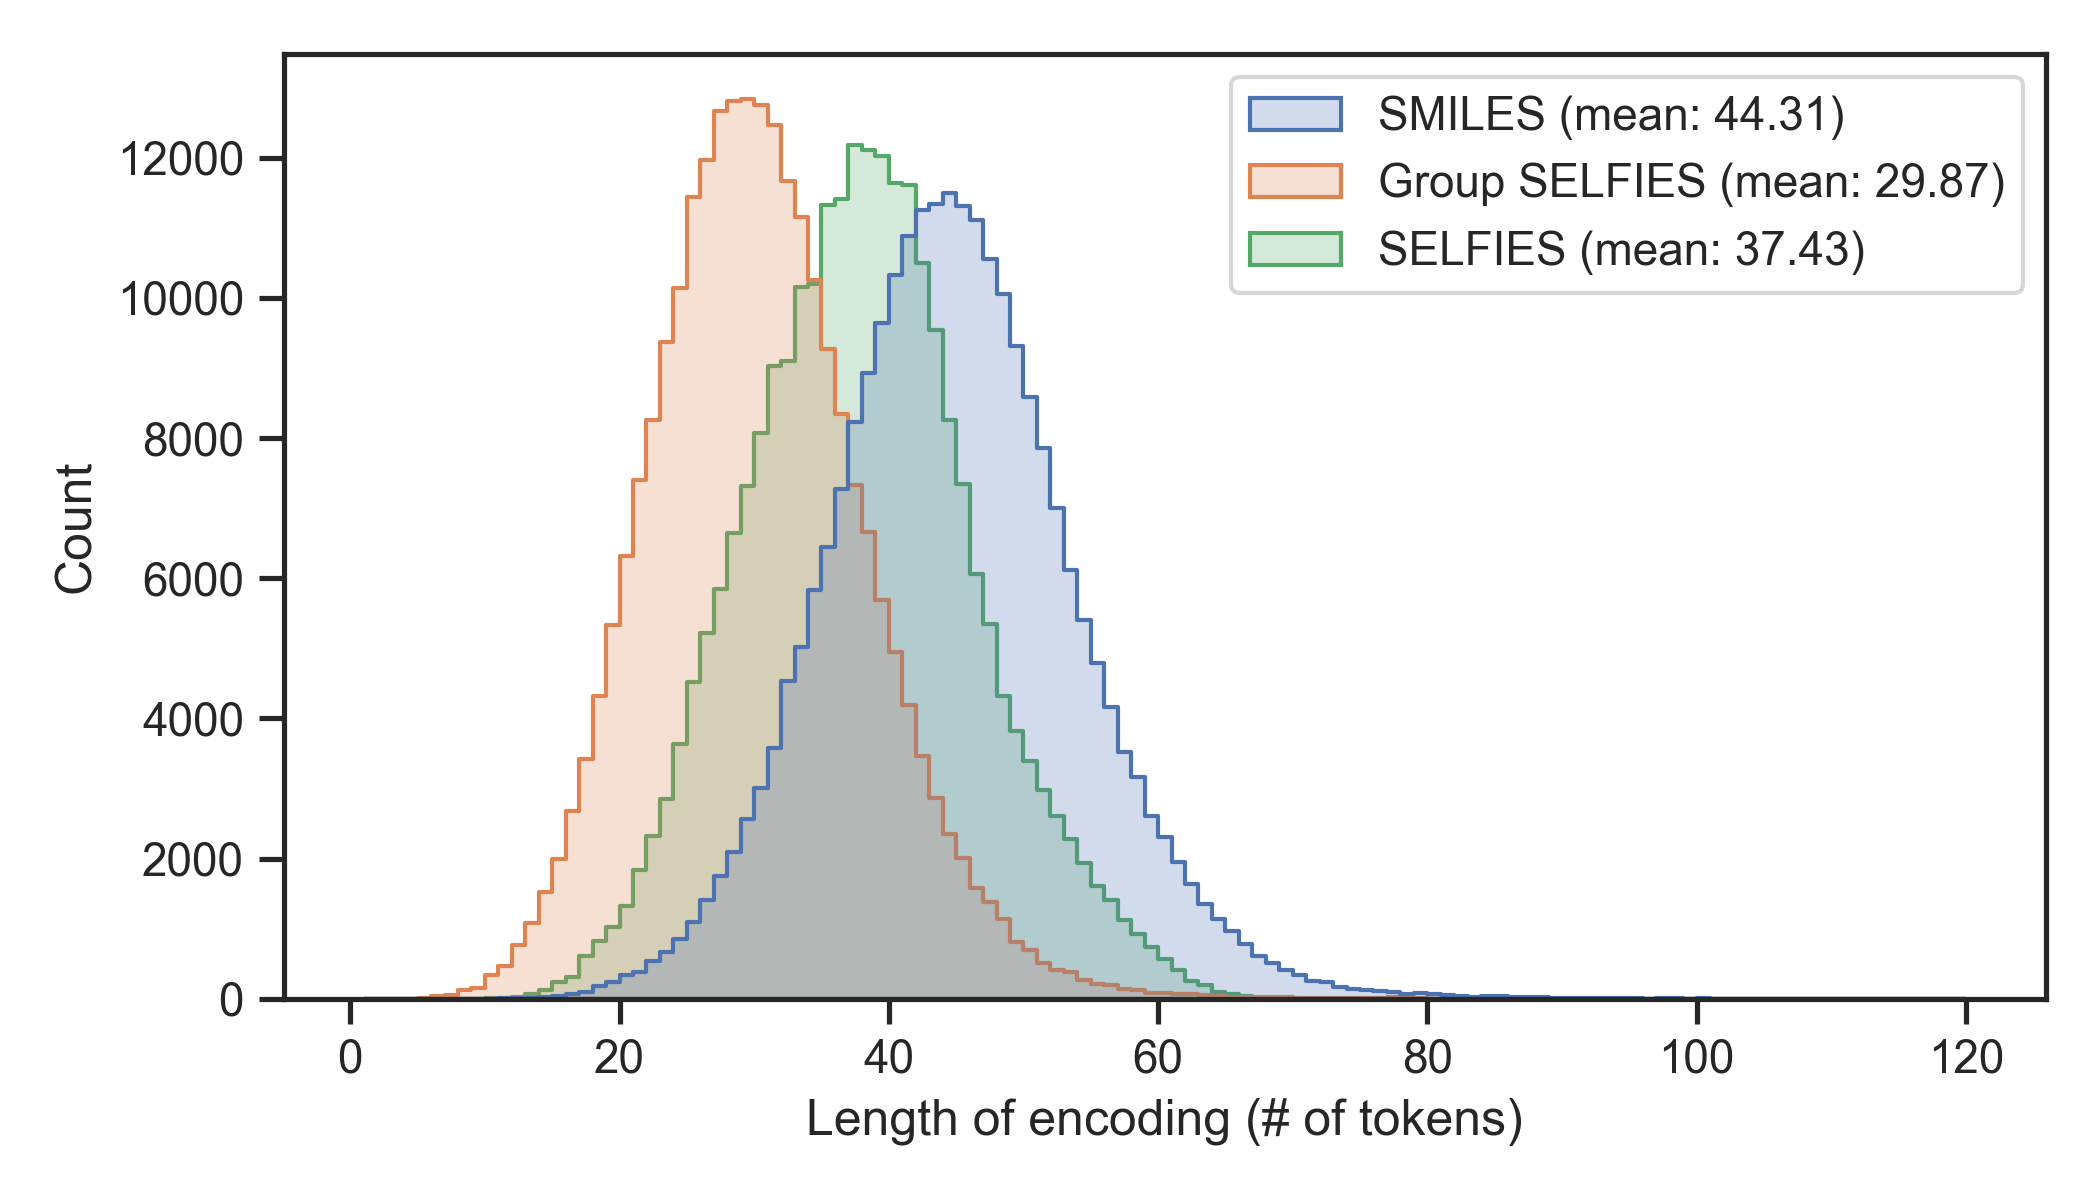 SMILES (mean: 44.31)
Group SELFIES (mean: 29.87)
SELFIES (mean: 37.43)
12000
10000
8000
6000
4000
2000
0
Count
0 20 40 60 80 100 120
Length of encoding (# of tokens)